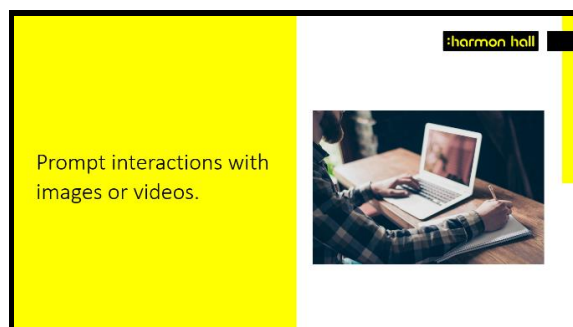 :harmon hall
Prompt interactions with
images or videos.